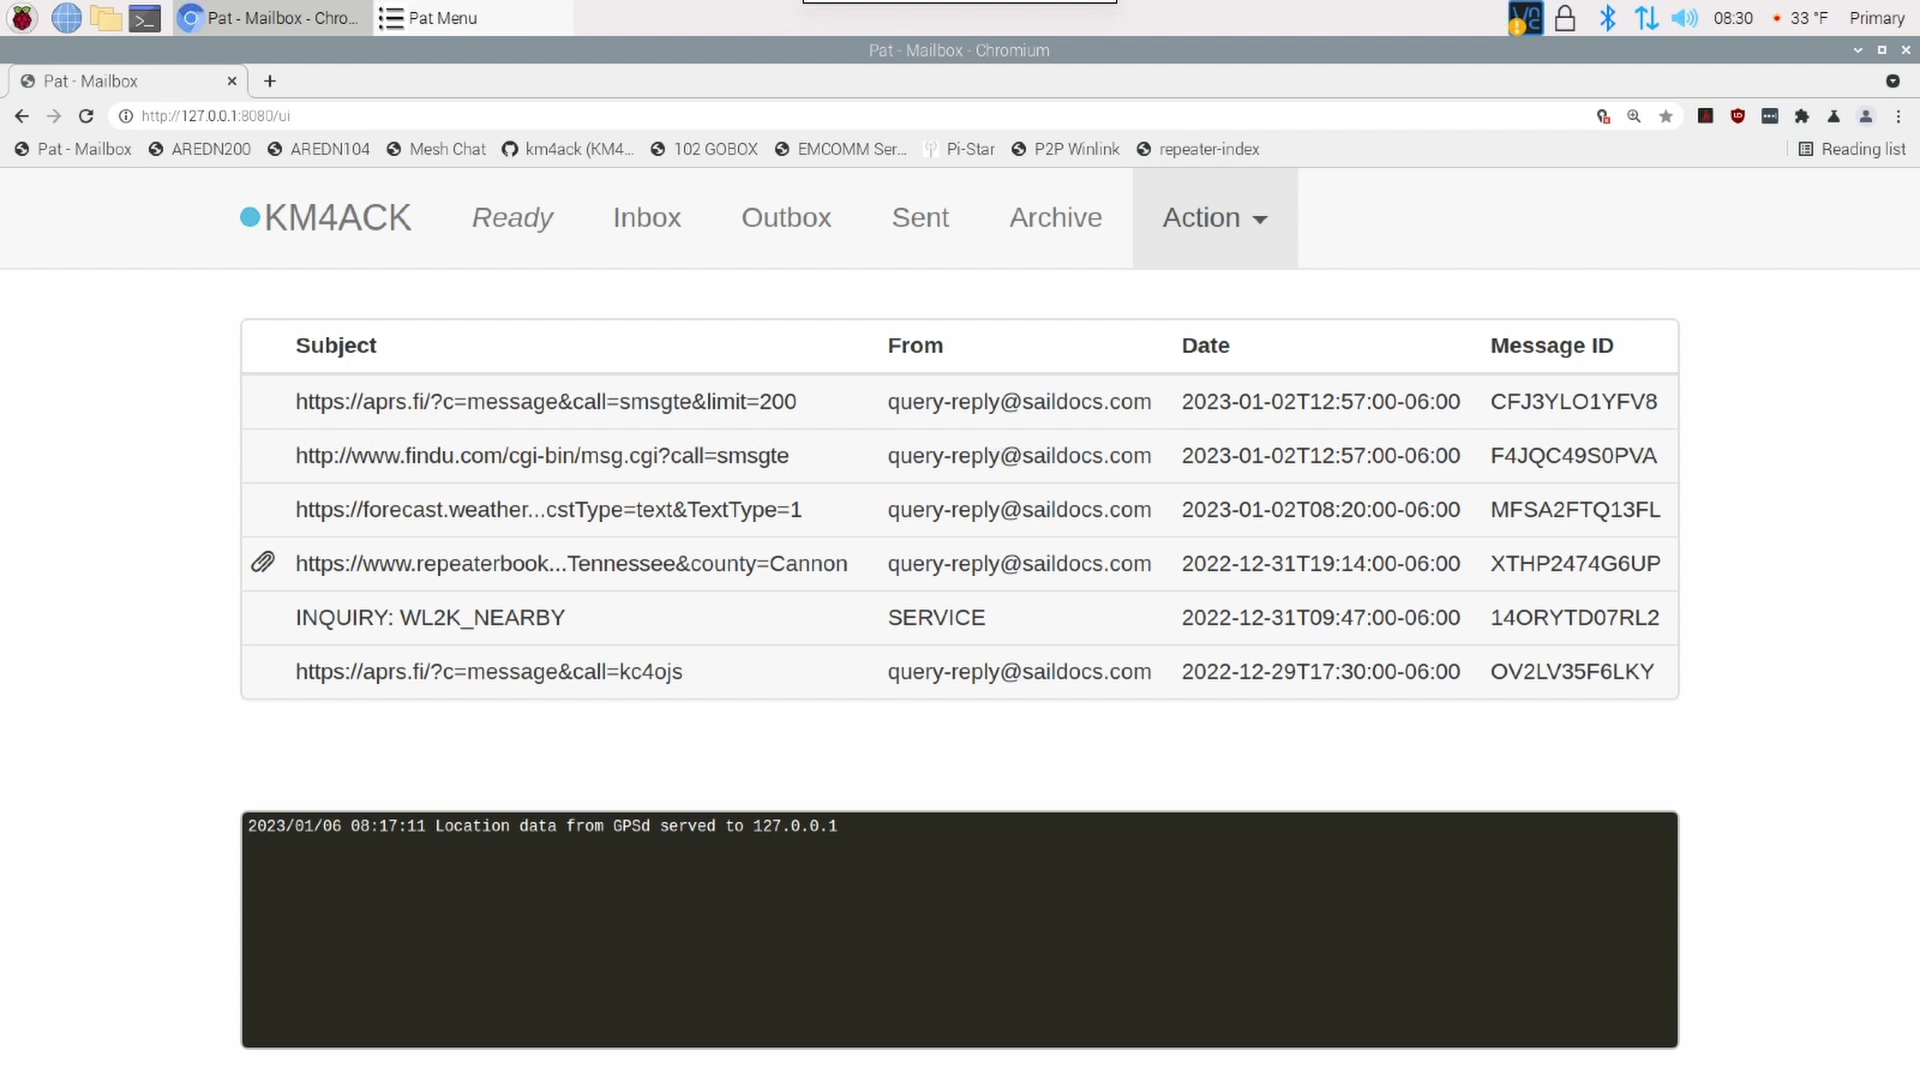 Pat - Mailbox - Chro... Pat Menu 08:30 33 °F Primary
Pat - Mailbox - Chromium
Pat - Mailbox
http://127.0.0.1:8080/ui
Pat - Mailbox AREDN200 AREDN104 Mesh Chat km4ack (KM4... 102 GOBOX EMCOMM Ser... Pi-Star P2P Winlink repeater-index Reading list
KM4ACK Ready Inbox Outbox Sent Archive Action
Subject From Date Message ID
https://aprs.fi/?c=message&call=smsgte&limit=200 query-reply@saildocs.com 2023-01-02T12:57:00-06:00 CFJ3YLO1YFV8
http://www.findu.com/cgi-bin/msg.cgi?call=smsgte query-reply@saildocs.com 2023-01-02T12:57:00-06:00 F4JQC49S0PVA
https://forecast.weather...cstType=text&TextType=1 query-reply@saildocs.com 2023-01-02T08:20:00-06:00 MFSA2FTQ13FL
https://www.repeaterbook...Tennessee&county=Cannon query-reply@saildocs.com 2022-12-31T19:14:00-06:00 XTHP2474G6UP
INQUIRY: WL2K_NEARBY SERVICE 2022-12-31T09:47:00-06:00 14ORYTD07RL2
https://aprs.fi/?c=message&call=kc4ojs query-reply@saildocs.com 2022-12-29T17:30:00-06:00 OV2LV35F6LKY
2023/01/06 08:17:11 Location data from GPSd served to 127.0.0.1